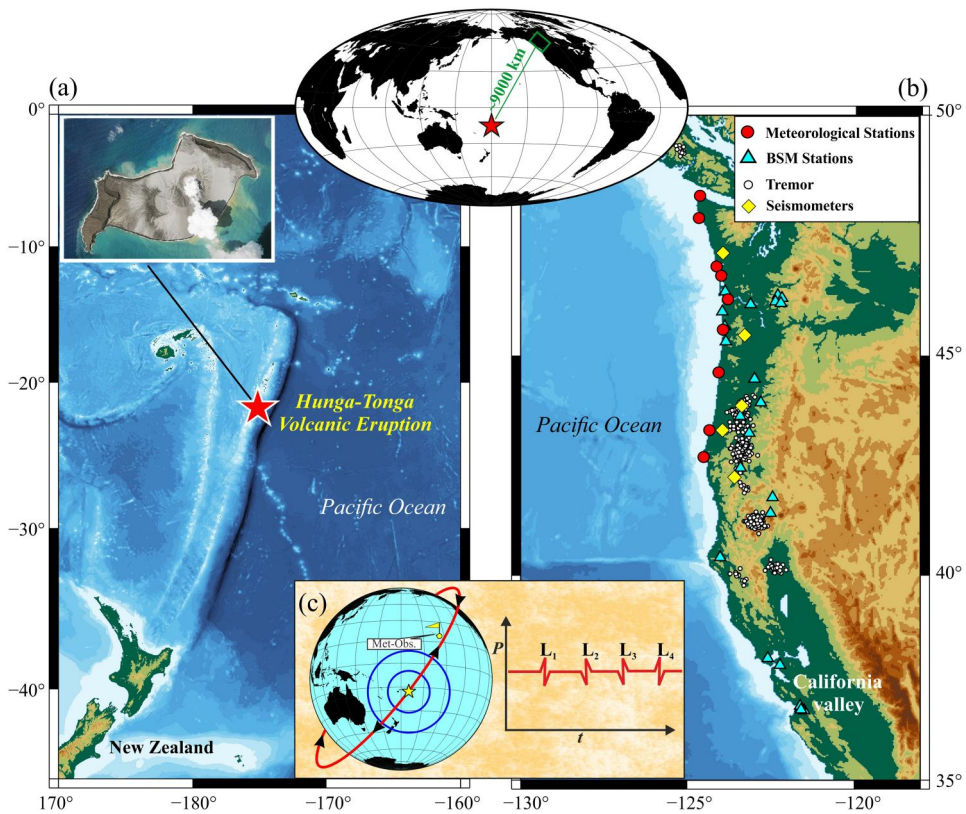 (a)
(b)
~9000 km
0°
−10°
−20°
−30°
−40°
170°
−180°
−170°
−160°
Hunga-Tonga
Volcanic Eruption
Pacific Ocean
New Zealand
Meteorological Stations
BSM Stations
Tremor
Seismometers
50°
45°
40°
35°
−130°
−125°
−120°
Pacific Ocean
California
valley
(c)
Met-Obs.
P
L₁ L₂ L₃ L₄
t